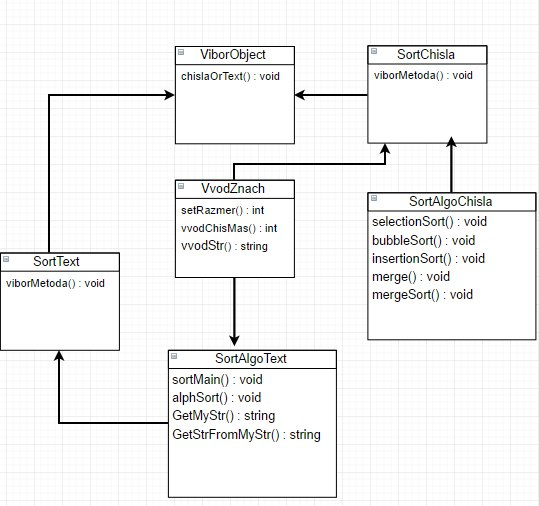 ViborObject
chislaOrText() : void
SortChisla
viborMetoda() : void
VvodZnach
setRazmer() : int
vvodChisMas() : int
vvodStr() : string
SortAlgoChisla
selectionSort() : void
bubbleSort() : void
insertionSort() : void
merge() : void
mergeSort() : void
SortText
viborMetoda() : void
SortAlgoText
sortMain() : void
alphSort() : void
GetMyStr() : string
GetStrFromMyStr() : string